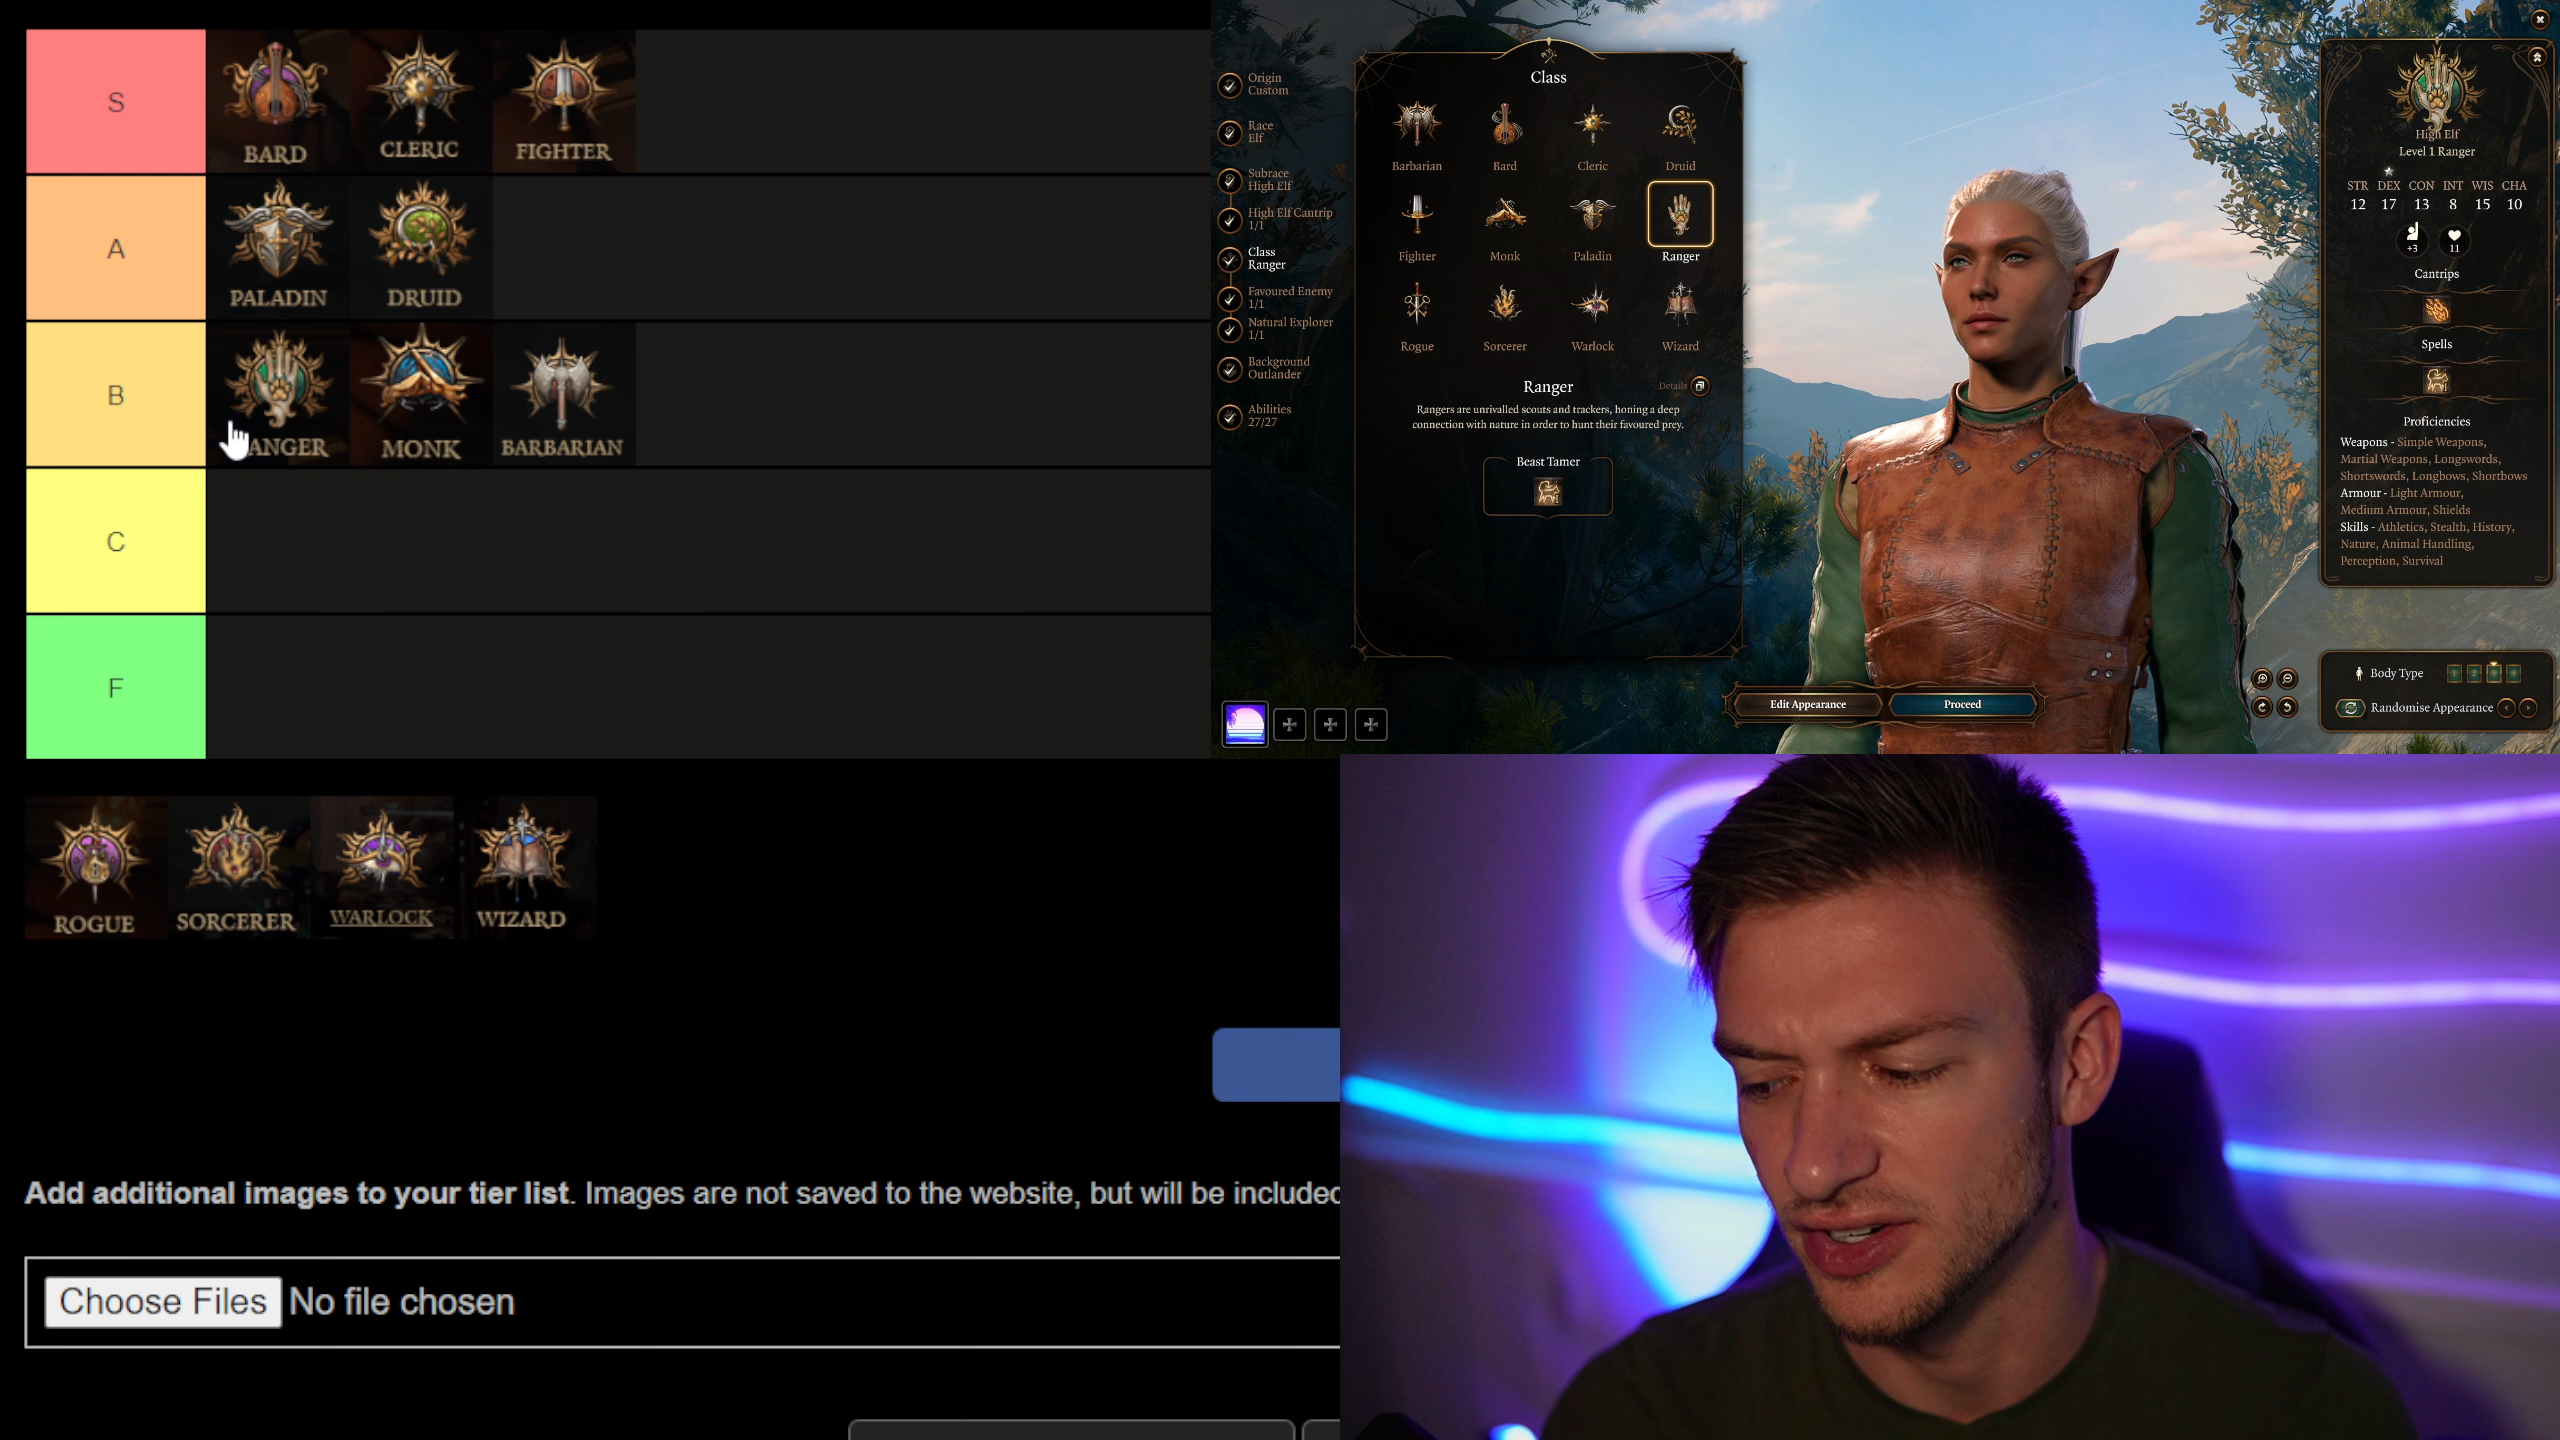 S
BARD
CLERIC
FIGHTER
A
PALADIN
DRUID
B
ANGER
MONK
BARBARIAN
C
F
ROGUE
SORCERER
WARLOCK
WIZARD
Add additional images to your tier list. Images are not saved to the website, but will be included
Choose Files No file chosen
Origin
Custom
Race
Elf
Subrace
High Elf
High Elf Cantrip
1/1
Class
Ranger
Favoured Enemy
1/1
Natural Explorer
1/1
Background
Outlander
Abilities
27/27
Class
Barbarian
Bard
Cleric
Druid
Fighter
Monk
Paladin
Ranger
Rogue
Sorcerer
Warlock
Wizard
Ranger
Details
Rangers are unrivalled scouts and trackers, honing a deep
connection with nature in order to hunt their favoured prey.
Beast Tamer
Edit Appearance
Proceed
High Elf
Level 1 Ranger
STR DEX CON INT WIS CHA
12 17 13 8 15 10
+3 11
Cantrips
Spells
Proficiencies
Weapons - Simple Weapons,
Martial Weapons, Longswords,
Shortswords, Longbows, Shortbows
Armour - Light Armour,
Medium Armour, Shields
Skills - Athletics, Stealth, History,
Nature, Animal Handling,
Perception, Survival
Body Type
Randomise Appearance